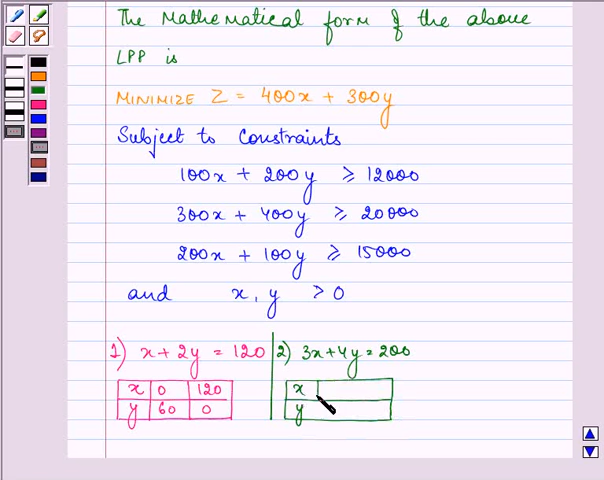 The Mathematical form of the above
LPP is
MINIMIZE Z = 400x + 300y
Subject to Constraints
100x + 200y ≥ 12000
300x + 400y ≥ 20000
200x + 100y ≥ 15000
and x, y > 0
1) x + 2y = 120
x 0 120
y 60 0
2) 3x + 4y = 200
x
y